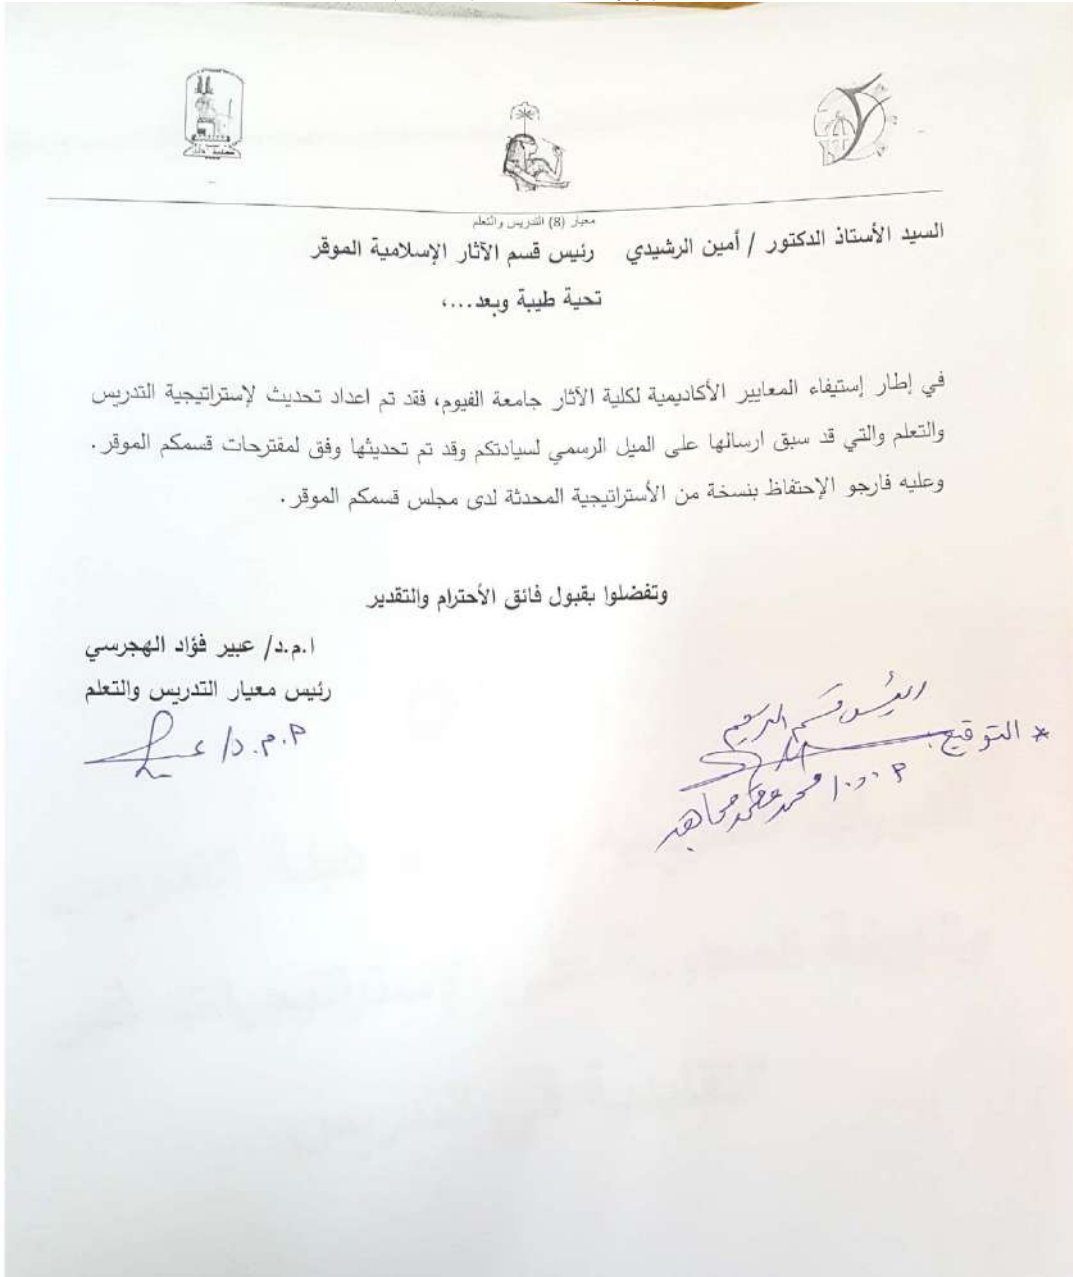 معيار (8) التدريس والتعلم
السيد الأستاذ الدكتور / أمين الرشيدي رئيس قسم الآثار الإسلامية الموقر
تحية طيبة وبعد...،
في إطار إستيفاء المعايير الأكاديمية لكلية الآثار جامعة الفيوم، فقد تم اعداد تحديث لإستراتيجية التدريس
والتعلم والتي قد سبق ارسالها على الميل الرسمي لسيادتكم وقد تم تحديثها وفق لمقترحات قسمكم الموقر.
وعليه فارجو الإحتفاظ بنسخة من الأستراتيجية المحدثة لدى مجلس قسمكم الموقر.
وتفضلوا بقبول فائق الأحترام والتقدير
ا.م.د/ عبير فؤاد الهجرسي
رئيس معيار التدريس والتعلم
م.م.د/
رئيس قسم
* التوقيع:
محمد مجاهد